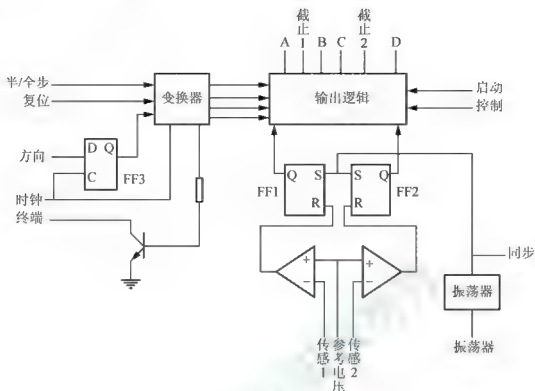 A
截止1
B
C
截止2
D
半/个步
复位
变换器
输出逻辑
启动
控制
方向
D
Q
C
FF3
时钟
终端
Q
S
R
FF1
S
Q
R
FF2
+
−
+
−
同步
振荡器
振荡器
传感1
参考电压
传感2